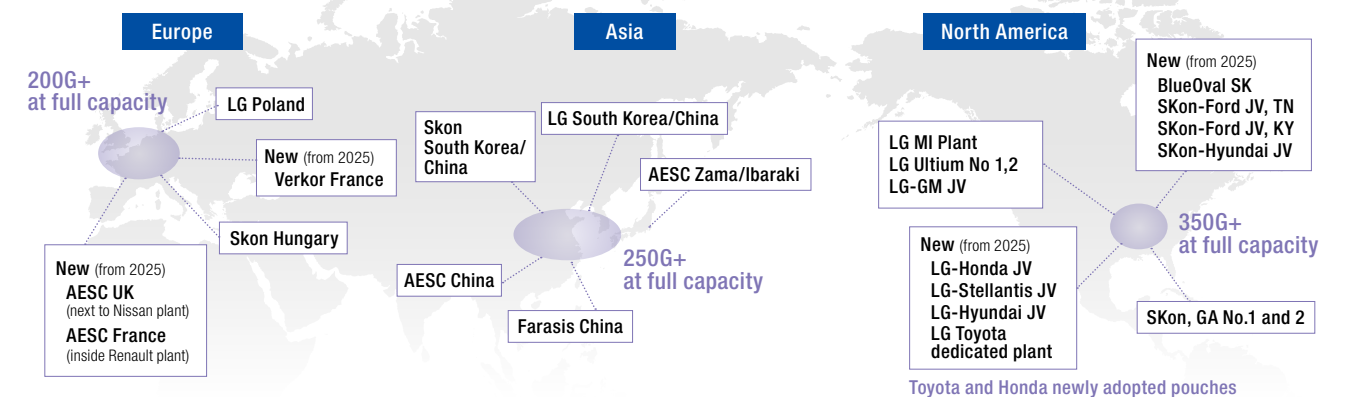 Europe
200G+
at full capacity
LG Poland
New (from 2025)
Verkor France
Skon Hungary
New (from 2025)
AESC UK
(next to Nissan plant)
AESC France
(inside Renault plant)
Asia
Skon
South Korea/
China
LG South Korea/China
AESC Zama/Ibaraki
250G+
at full capacity
AESC China
Farasis China
North America
New (from 2025)
BlueOval SK
SKon-Ford JV, TN
SKon-Ford JV, KY
SKon-Hyundai JV
LG MI Plant
LG Ultium No 1,2
LG-GM JV
350G+
at full capacity
New (from 2025)
LG-Honda JV
LG-Stellantis JV
LG-Hyundai JV
LG Toyota
dedicated plant
SKon, GA No.1 and 2
Toyota and Honda newly adopted pouches